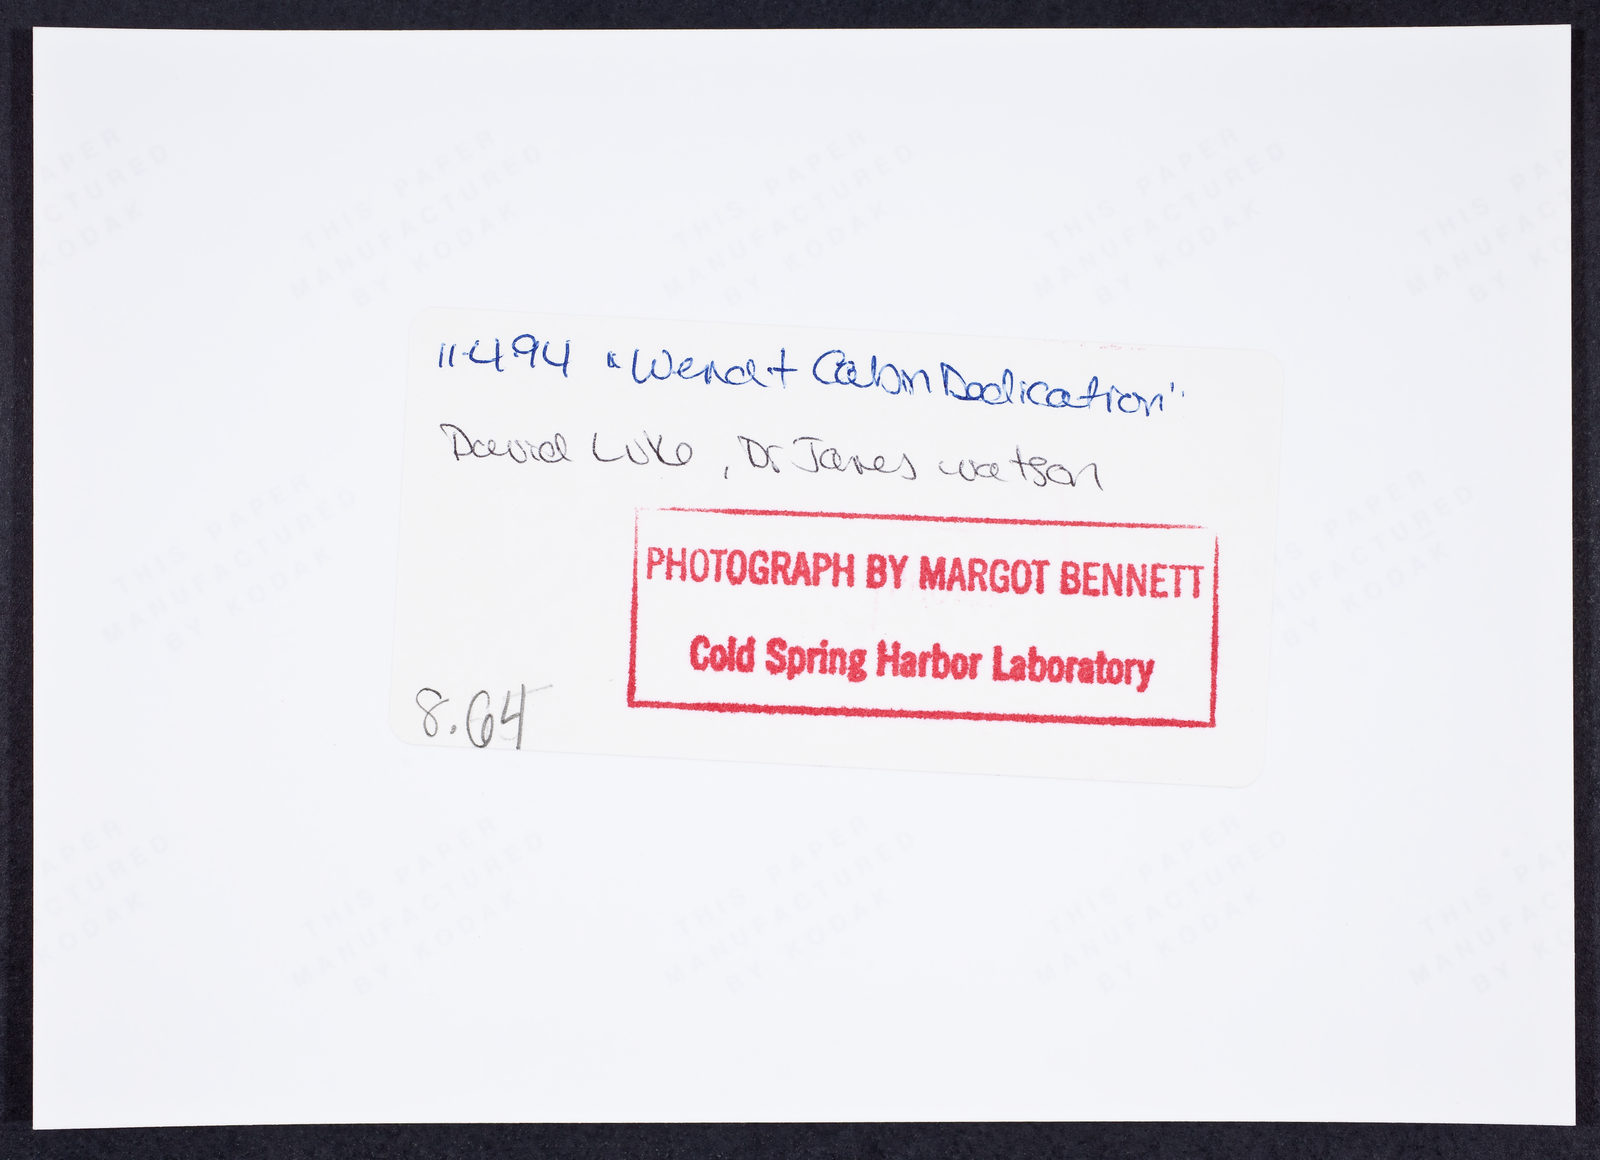 11-4-94 "Wendt Cabin Dedication"
David Luke, Dr James Watson
PHOTOGRAPH BY MARGOT BENNETT
Cold Spring Harbor Laboratory
8.64
THIS PAPER
MANUFACTURED
BY KODAK